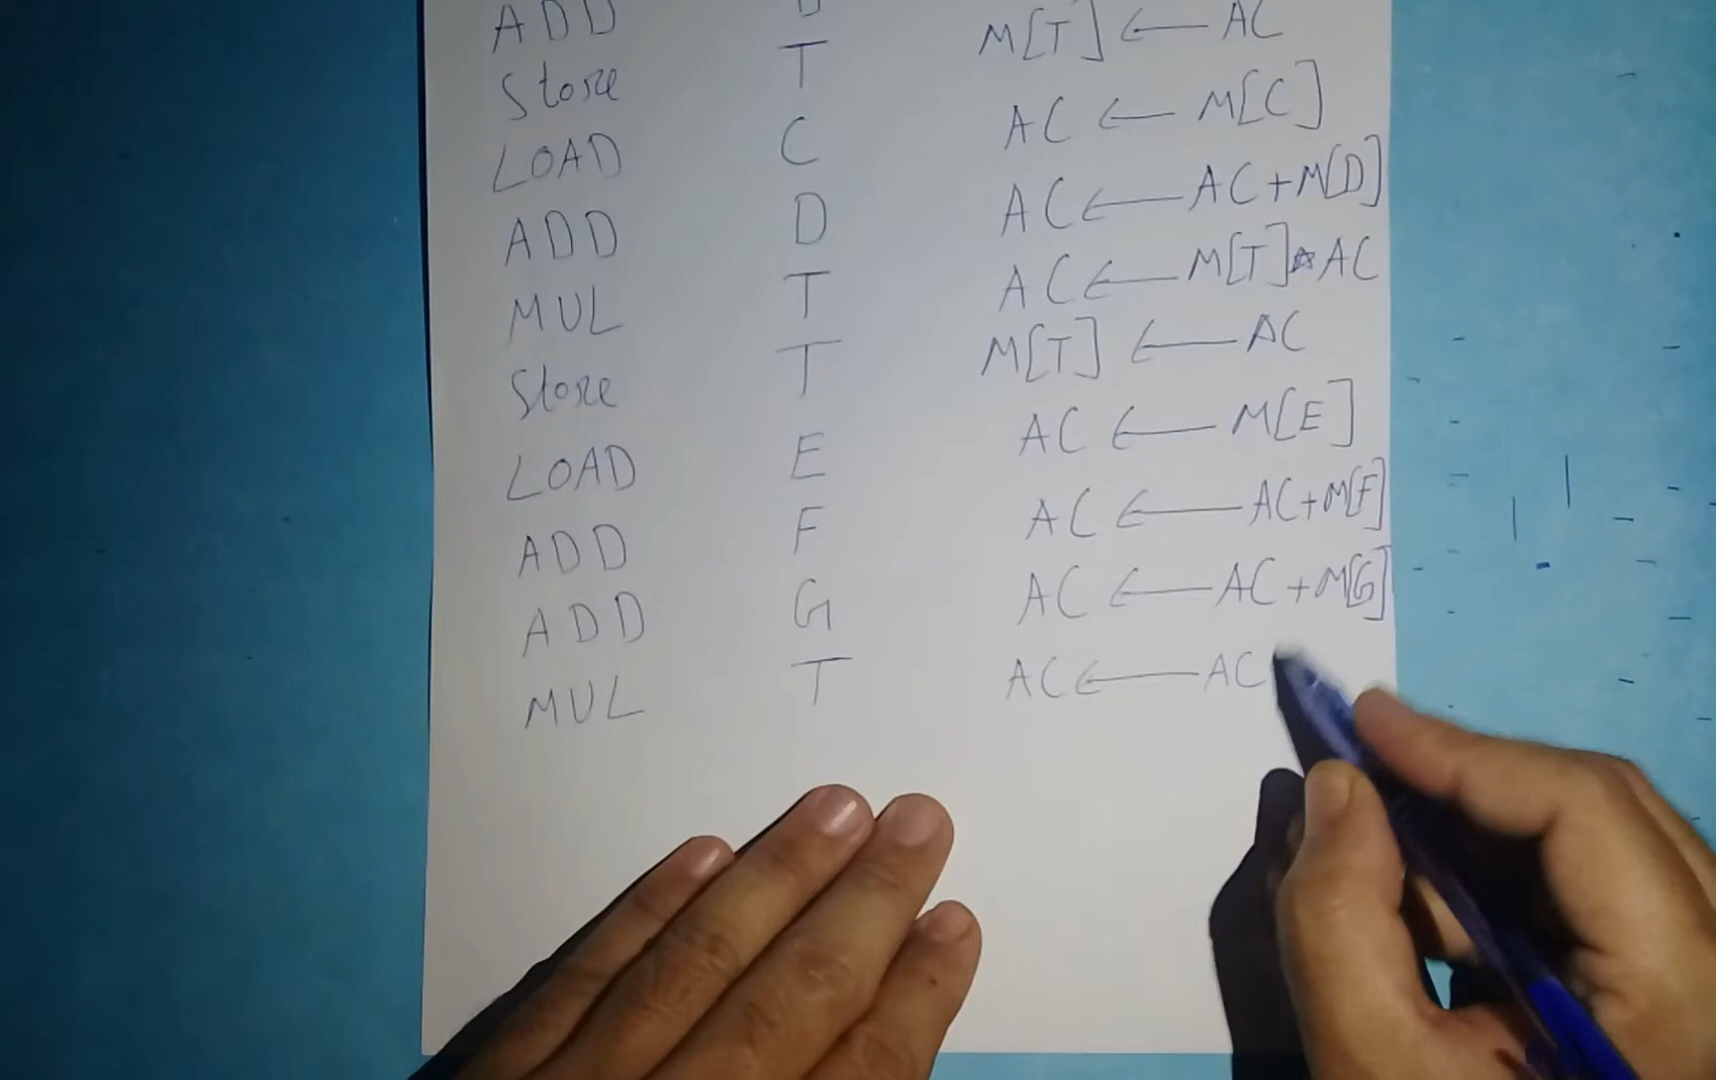 ADD
Store T M[T] ← AC
LOAD C AC ← M[C]
ADD D AC ← AC+M[D]
MUL T AC ← M[T]*AC
Store T M[T] ← AC
LOAD E AC ← M[E]
ADD F AC ← AC+M[F]
ADD G AC ← AC+M[G]
MUL T AC ← AC